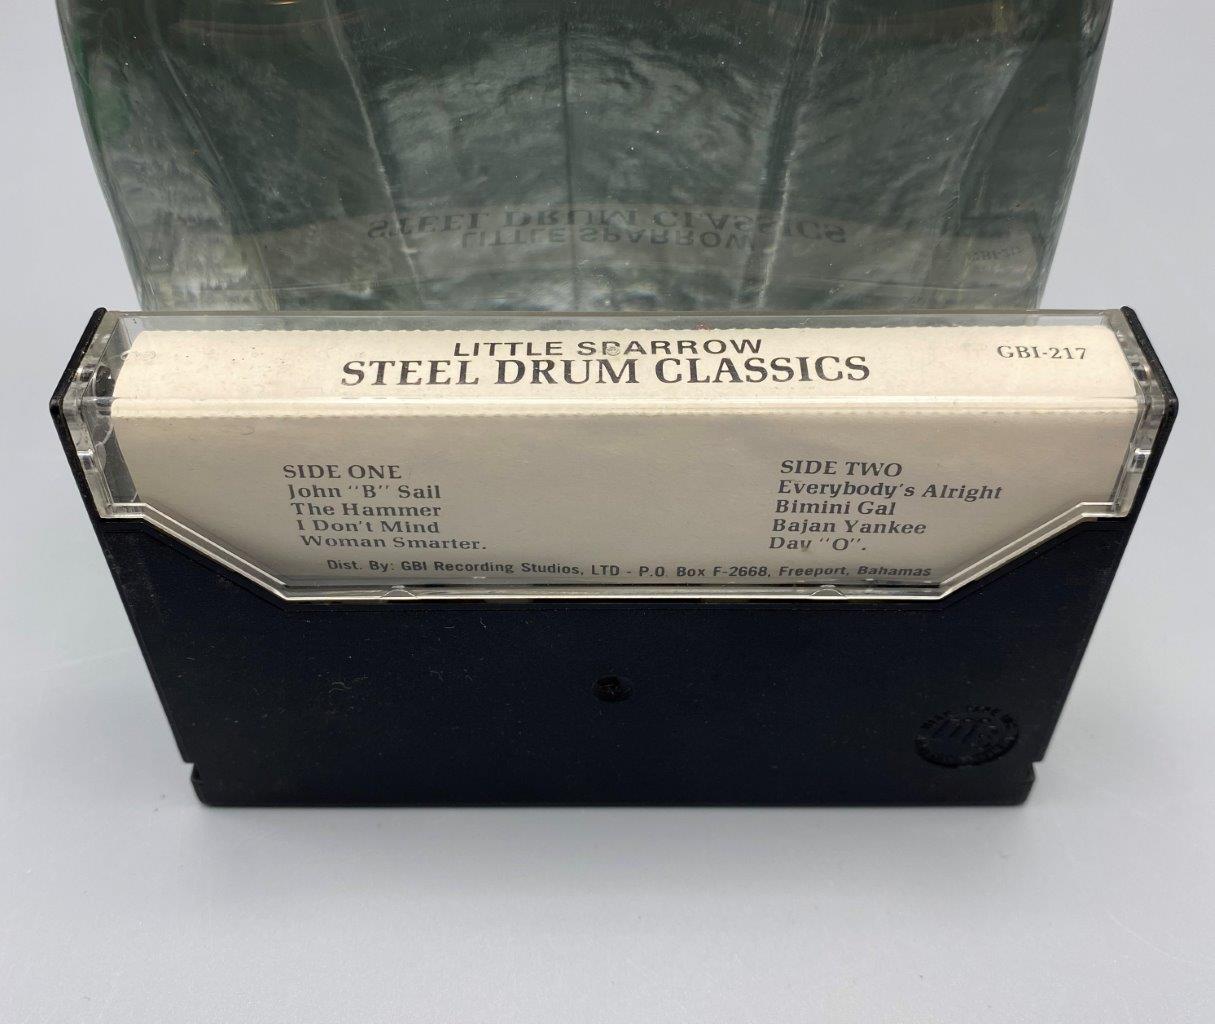 LITTLE SPARROW
STEEL DRUM CLASSICS
GBI-217
SIDE ONE
John "B" Sail
The Hammer
I Don't Mind
Woman Smarter.
SIDE TWO
Everybody's Alright
Bimini Gal
Bajan Yankee
Day "O".
Dist. By: GBI Recording Studios, LTD - P.O. Box F-2668, Freeport, Bahamas